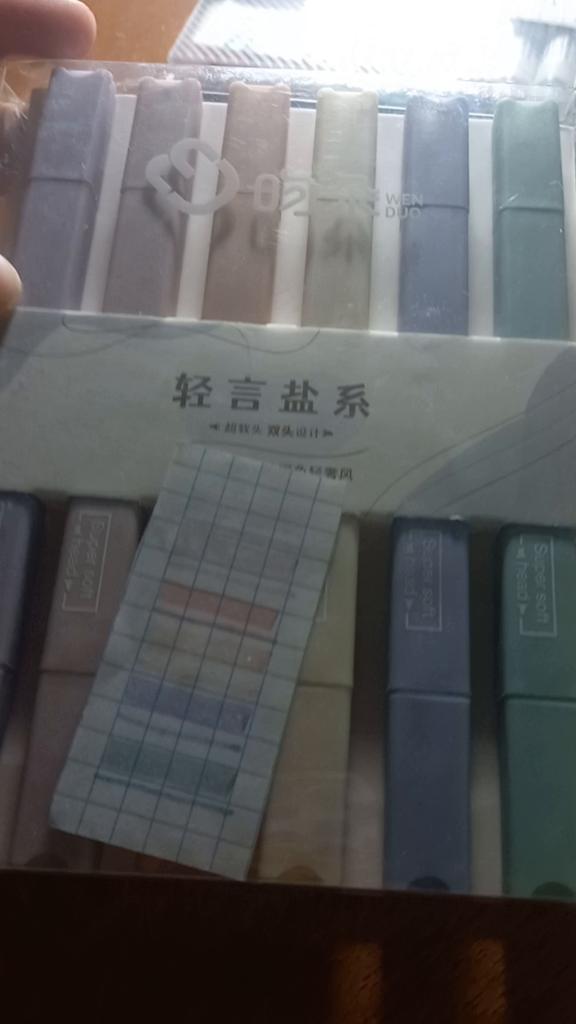 WEN
DUO
轻言盐系
超软头 双头设计
Super soft
head
Super soft
head
Super soft
head